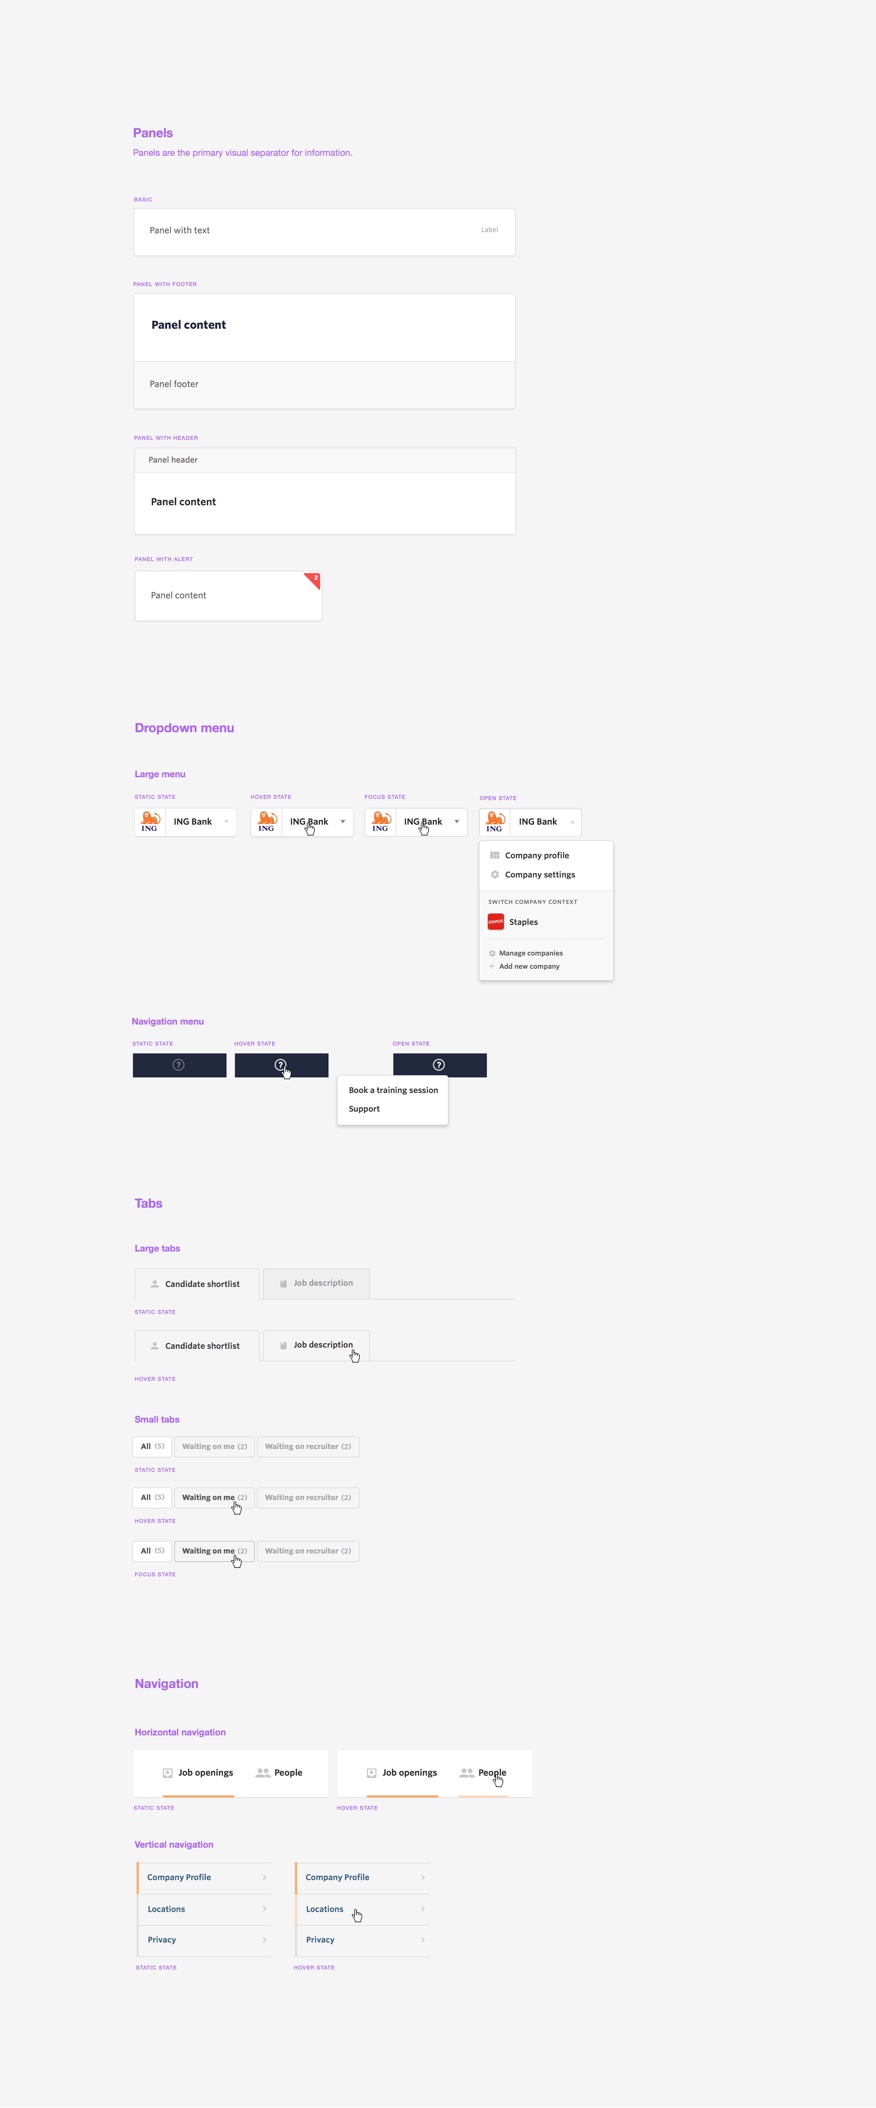 Panels
Panels are the primary visual separator for information.
BASIC
Panel with text
Label
PANEL WITH FOOTER
Panel content
Panel footer
PANEL WITH HEADER
Panel header
Panel content
PANEL WITH ALERT
2
Panel content
Dropdown menu
Large menu
STATIC STATE
HOVER STATE
FOCUS STATE
OPEN STATE
ING
ING Bank
ING
ING Bank
ING
ING Bank
ING
ING Bank
Company profile
Company settings
SWITCH COMPANY CONTEXT
STAPLES
Staples
Manage companies
Add new company
Navigation menu
STATIC STATE
HOVER STATE
OPEN STATE
?
?
?
Book a training session
Support
Tabs
Large tabs
Candidate shortlist
Job description
STATIC STATE
Candidate shortlist
Job description
HOVER STATE
Small tabs
All (5)
Waiting on me (2)
Waiting on recruiter (2)
STATIC STATE
All (5)
Waiting on me (2)
Waiting on recruiter (2)
HOVER STATE
All (5)
Waiting on me (2)
Waiting on recruiter (2)
FOCUS STATE
Navigation
Horizontal navigation
Job openings
People
Job openings
People
STATIC STATE
HOVER STATE
Vertical navigation
Company Profile
Locations
Privacy
STATIC STATE
Company Profile
Locations
Privacy
HOVER STATE